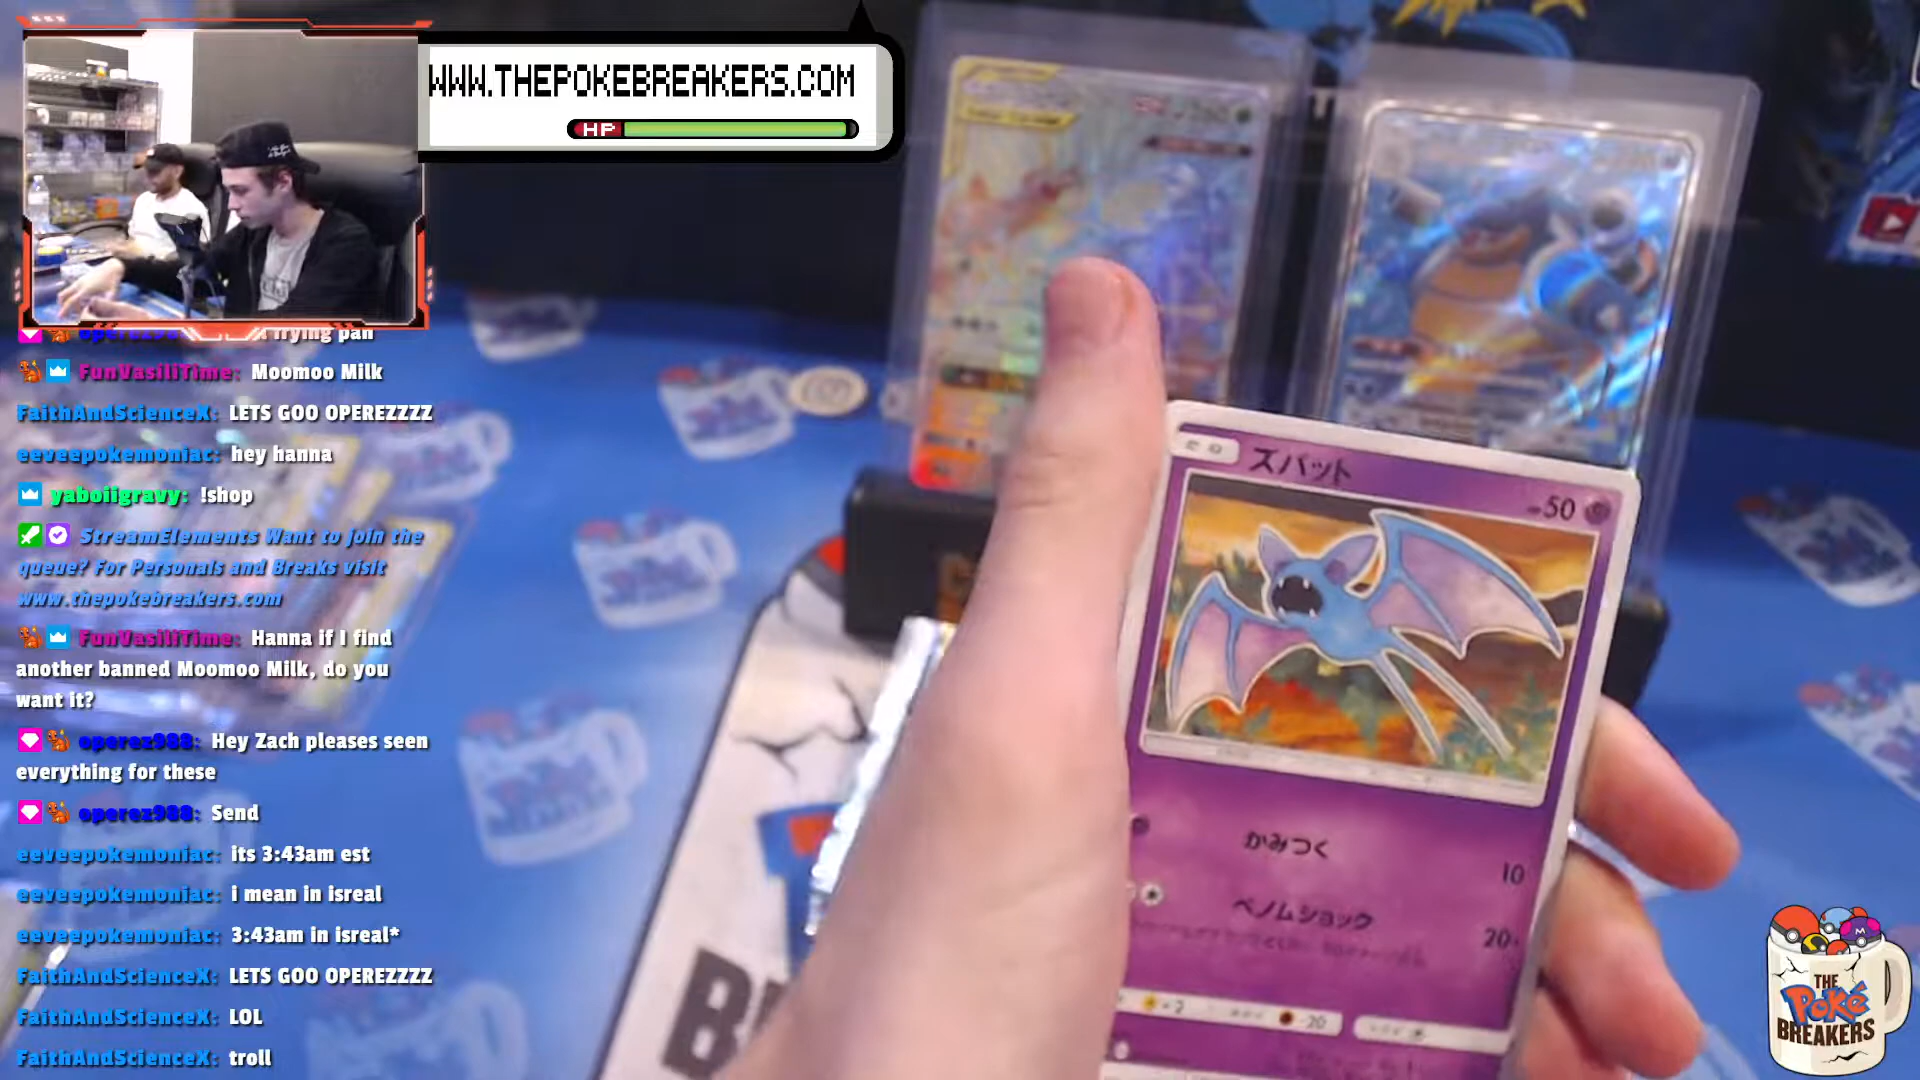 WWW.THEPOKEBREAKERS.COM
HP
frying pan
FunVasiliTime: Moomoo Milk
FaithAndScienceX: LETS GOO OPEREZZZZ
eeveepokemoniac: hey hanna
yaboiigravy: !shop
StreamElements Want to join the
queue? For Personals and Breaks visit
www.thepokebreakers.com
FunVasiliTime: Hanna if I find
another banned Moomoo Milk, do you
want it?
operez988: Hey Zach pleases seen
everything for these
operez988: Send
eeveepokemoniac: its 3:43am est
eeveepokemoniac: i mean in isreal
eeveepokemoniac: 3:43am in isreal*
FaithAndScienceX: LETS GOO OPEREZZZZ
FaithAndScienceX: LOL
FaithAndScienceX: troll
ズバット
50
かみつく
10
ベノムショック
20+
×2
-20
B
THE
Poké
BREAKERS